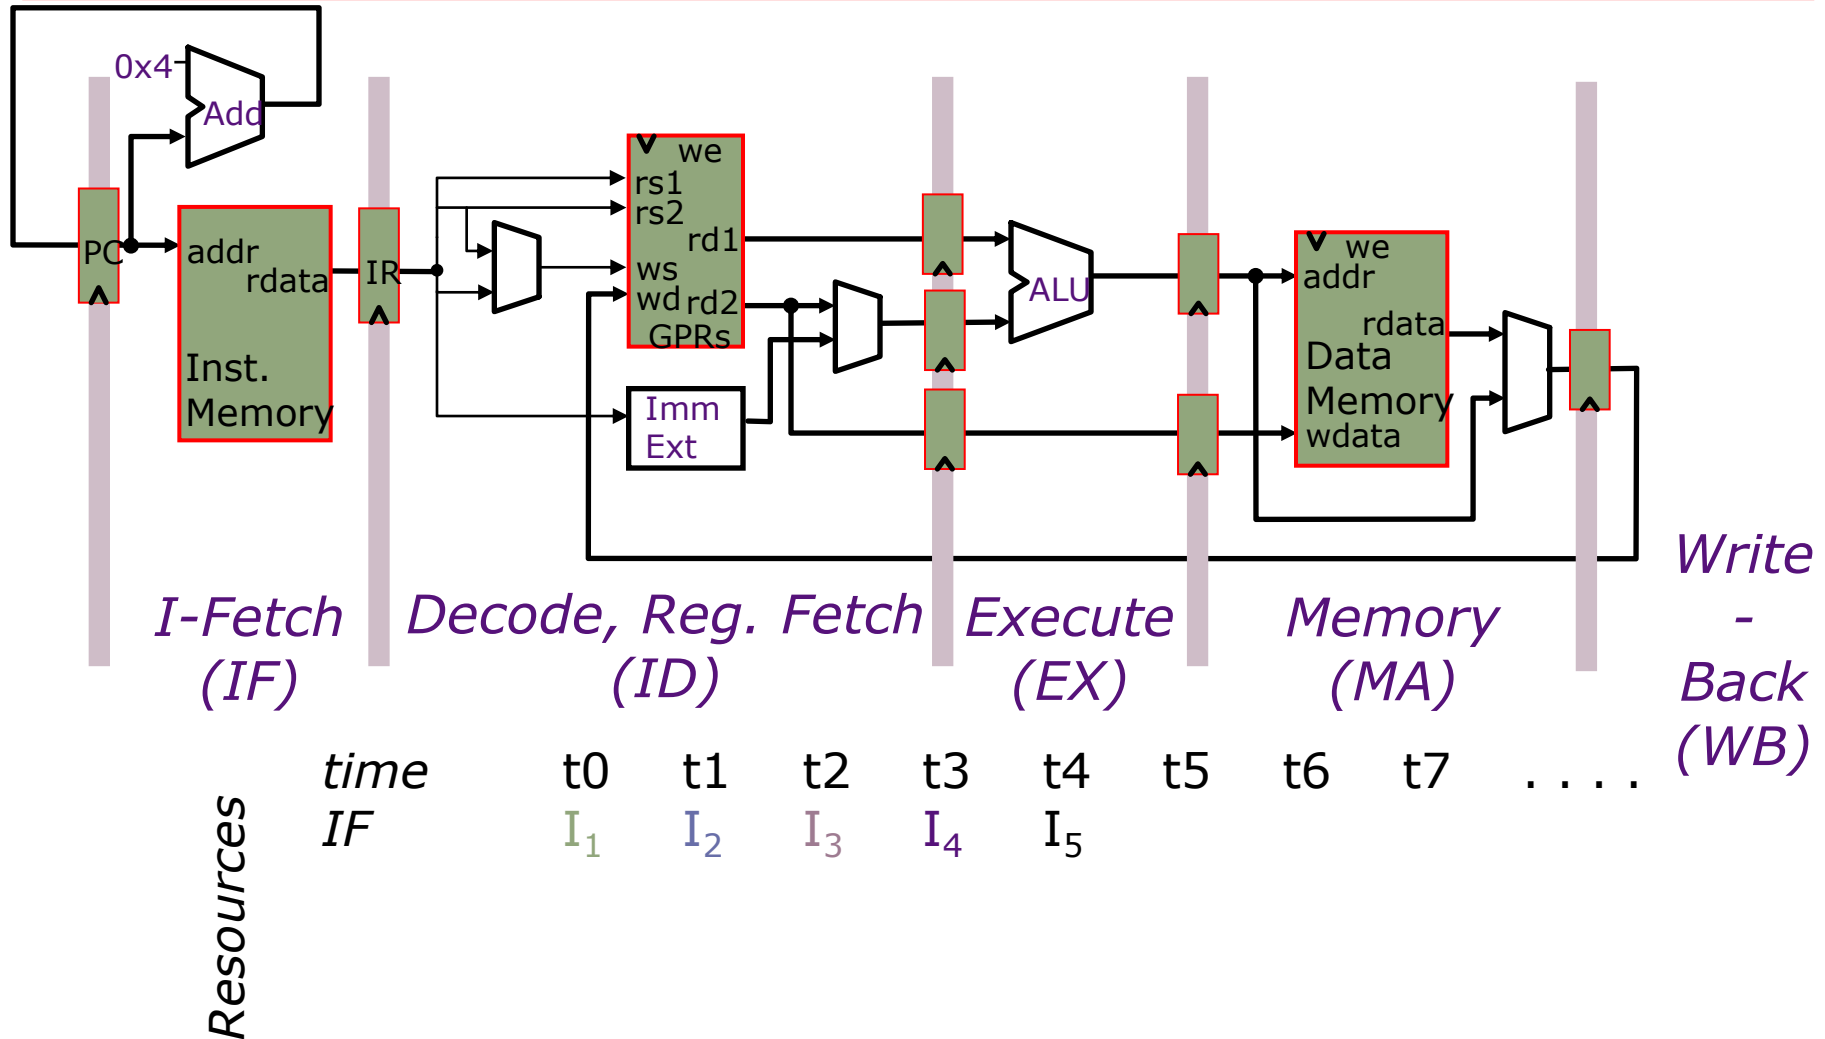 0x4
Add
PC
addr
rdata
Inst.
Memory
IR
we
rs1
rs2
rd1
ws
wd rd2
GPRs
Imm
Ext
ALU
we
addr
rdata
Data
Memory
wdata
I-Fetch
(IF)
Decode, Reg. Fetch
(ID)
Execute
(EX)
Memory
(MA)
Write
-
Back
(WB)
time t0 t1 t2 t3 t4 t5 t6 t7 . . . .
IF I₁ I₂ I₃ I₄ I₅
Resources